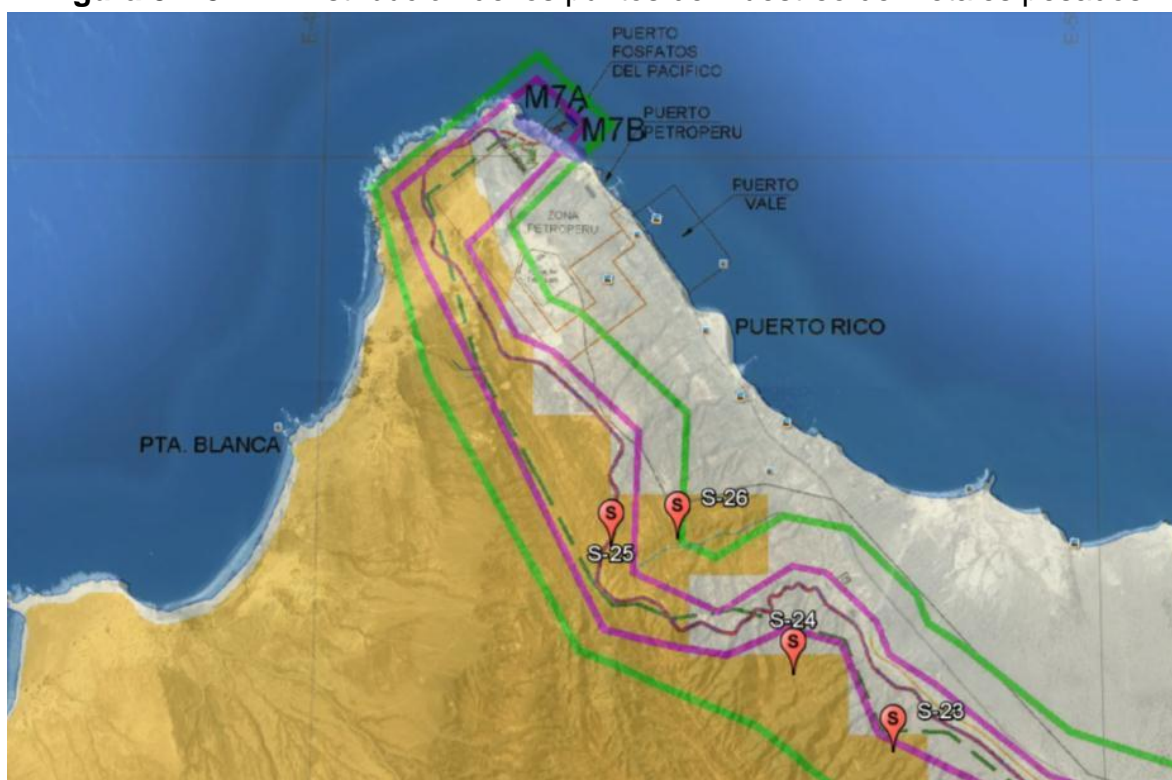 PUERTO
FOSFATOS
DEL PACIFICO
M7A
M7B
PUERTO
PETROPERU
PUERTO
VALE
ZONA
PETROPERU
PUERTO RICO
PTA. BLANCA
S
S-26
S
S-25
S-24
S
S-23
S